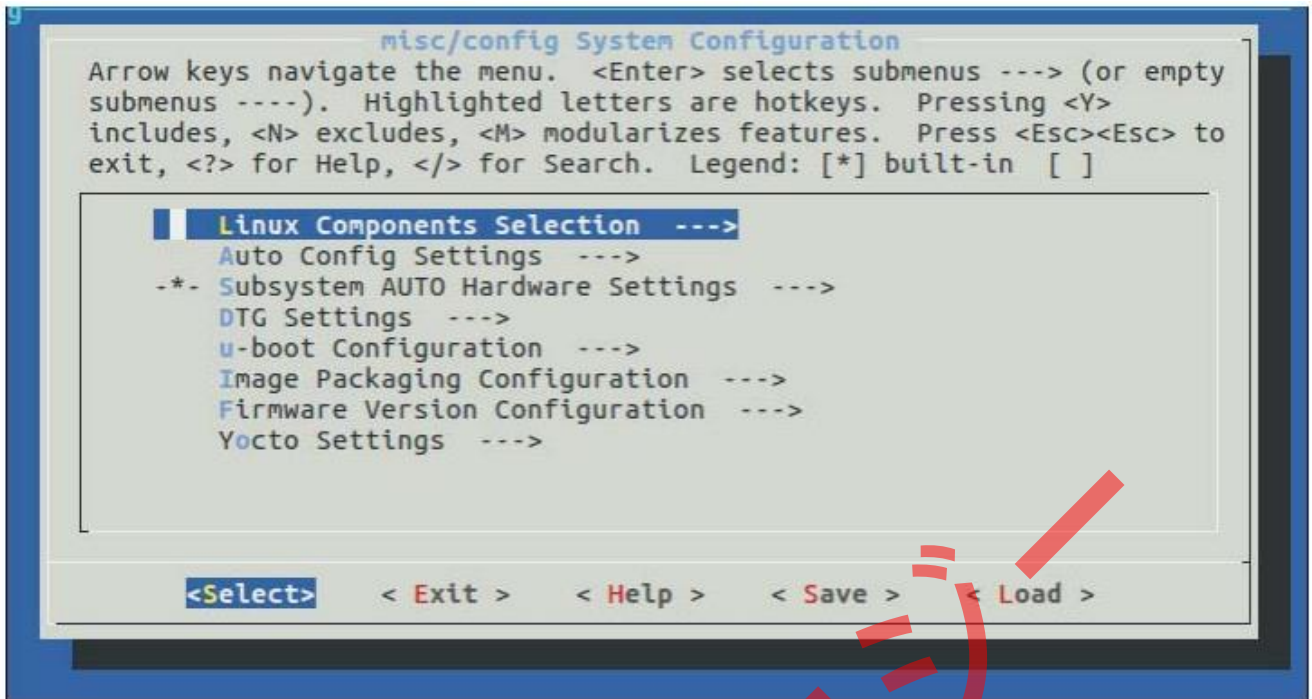 g
misc/config System Configuration
Arrow keys navigate the menu.  <Enter> selects submenus ---> (or empty
submenus ----).  Highlighted letters are hotkeys.  Pressing <Y>
includes, <N> excludes, <M> modularizes features.  Press <Esc><Esc> to
exit, <?> for Help, </> for Search.  Legend: [*] built-in  [ ]
Linux Components Selection  --->
Auto Config Settings  --->
-*- Subsystem AUTO Hardware Settings  --->
DTG Settings  --->
u-boot Configuration  --->
Image Packaging Configuration  --->
Firmware Version Configuration  --->
Yocto Settings  --->
<Select>    < Exit >    < Help >    < Save >    < Load >